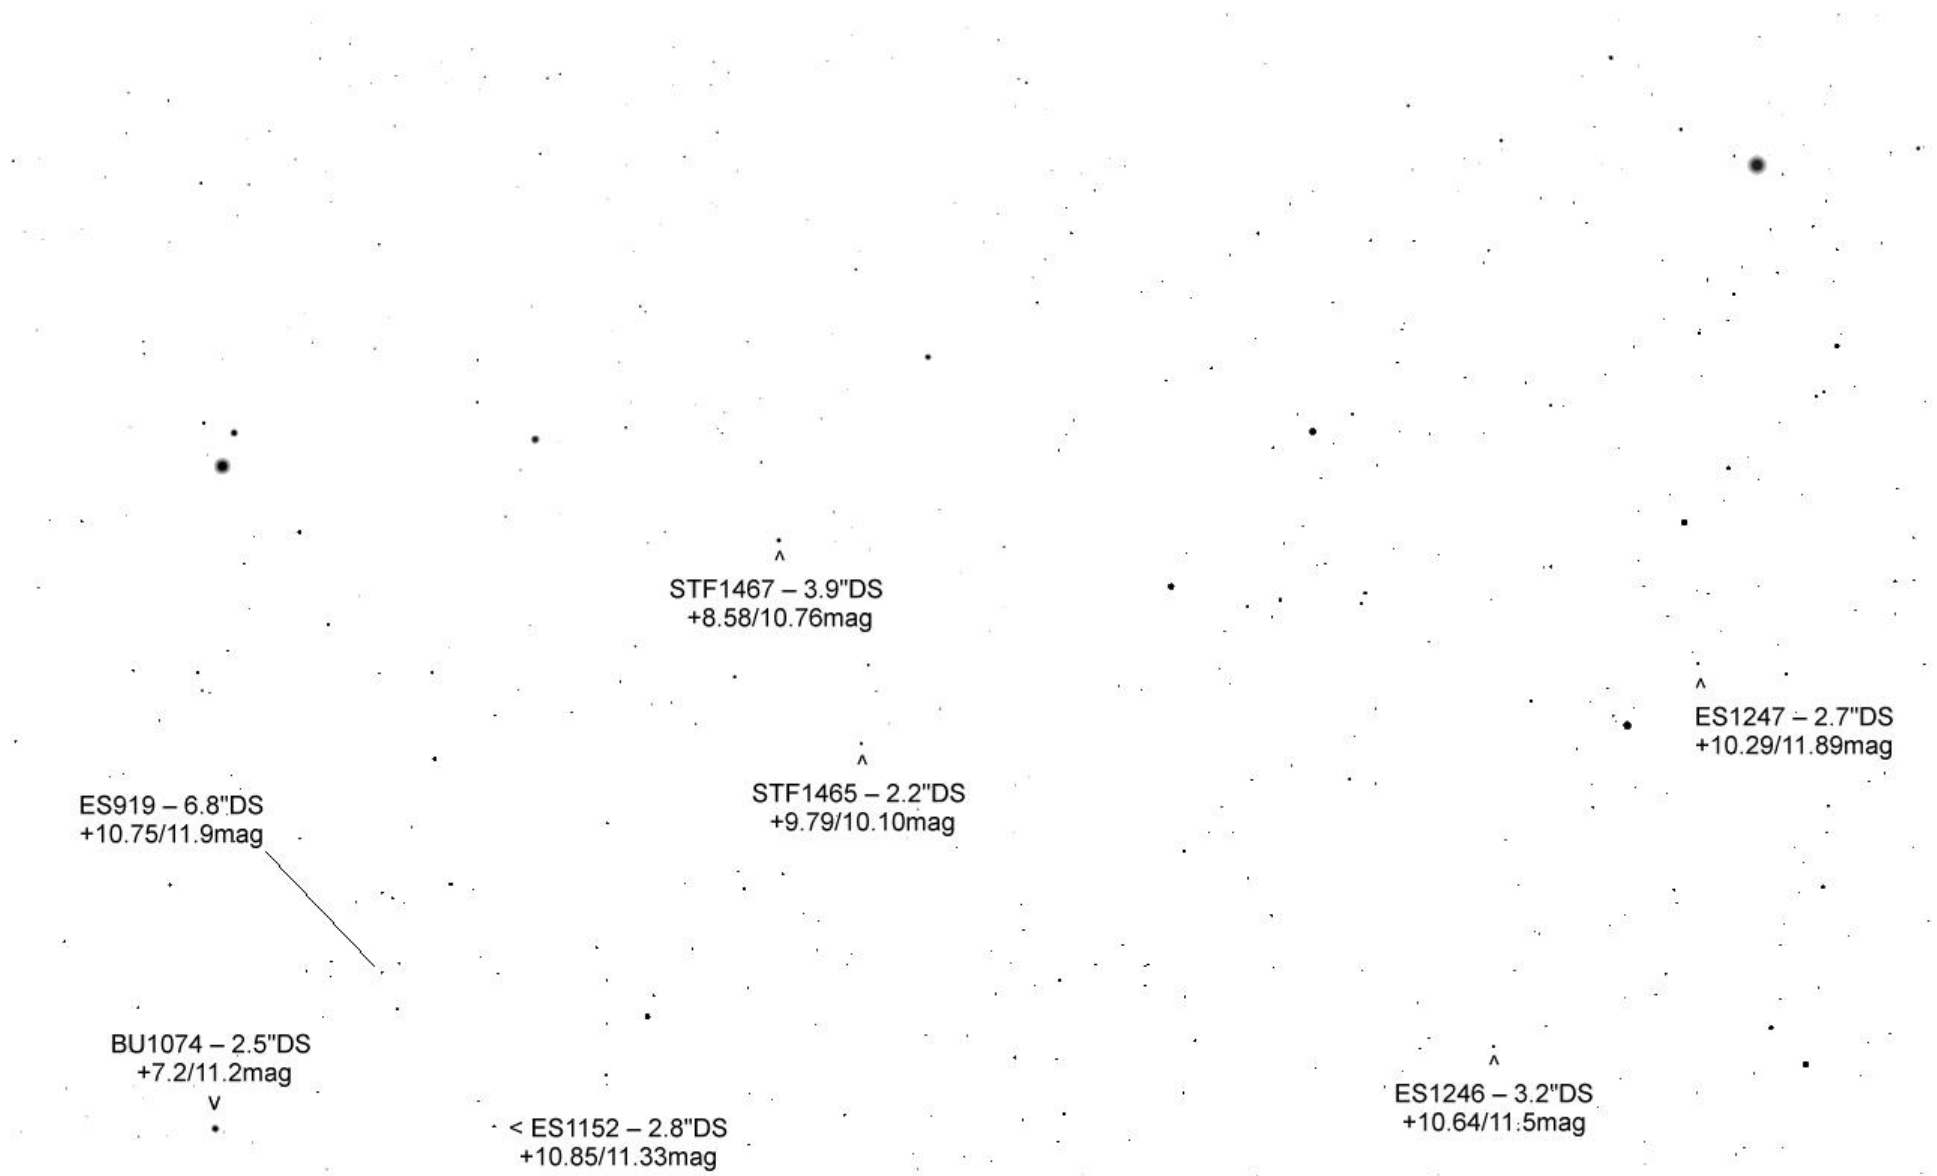 STF1467 – 3.9"DS
+8.58/10.76mag
ES1247 – 2.7"DS
+10.29/11.89mag
STF1465 – 2.2"DS
+9.79/10.10mag
ES919 – 6.8"DS
+10.75/11.9mag
BU1074 – 2.5"DS
+7.2/11.2mag
ES1246 – 3.2"DS
+10.64/11.5mag
< ES1152 – 2.8"DS
+10.85/11.33mag